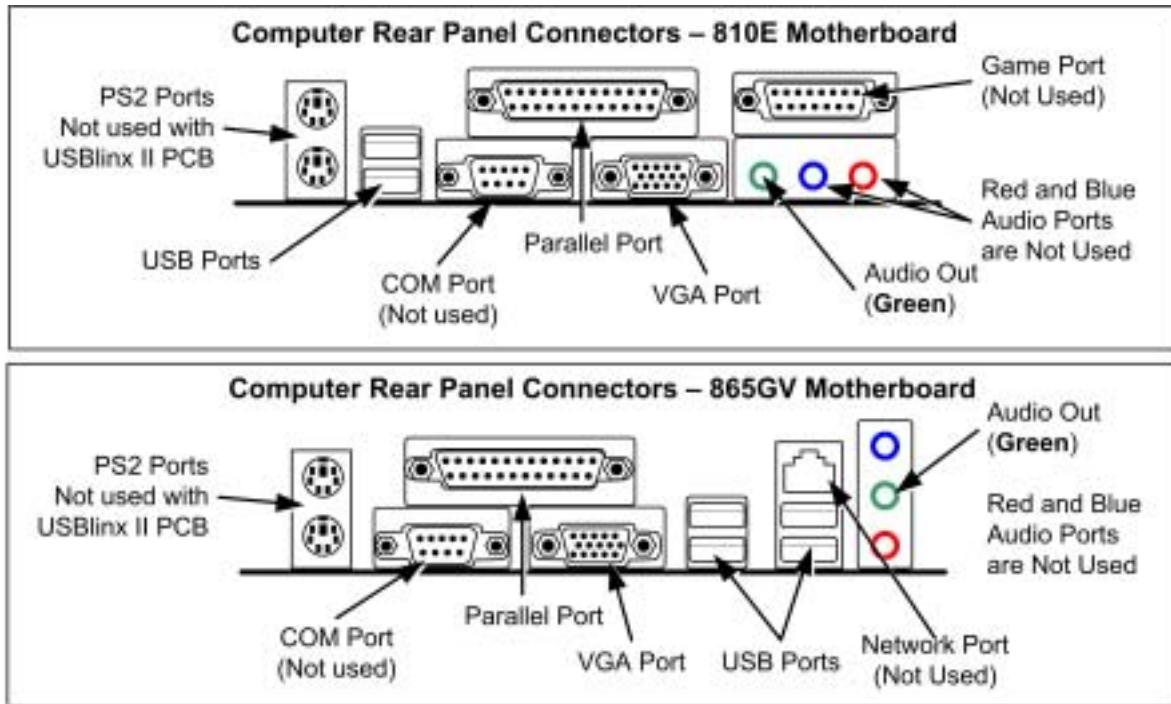 Computer Rear Panel Connectors – 810E Motherboard
PS2 Ports
Not used with
USBlinx II PCB
Game Port
(Not Used)
USB Ports
COM Port
(Not used)
Parallel Port
VGA Port
Audio Out
(Green)
Red and Blue
Audio Ports
are Not Used
Computer Rear Panel Connectors – 865GV Motherboard
PS2 Ports
Not used with
USBlinx II PCB
Audio Out
(Green)
Red and Blue
Audio Ports
are Not Used
COM Port
(Not used)
Parallel Port
VGA Port
USB Ports
Network Port
(Not Used)